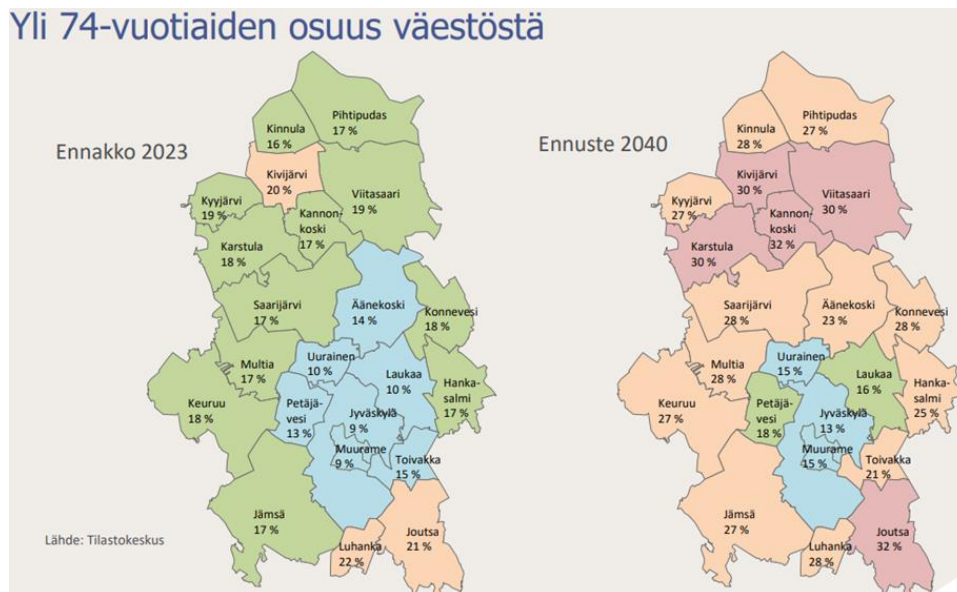 Yli 74-vuotiaiden osuus väestöstä
Ennakko 2023
Pihtipudas
17 %
Kinnula
16 %
Kivijärvi
20 %
Viitasaari
19 %
Kyyjärvi
19 %
Kannon-
koski
17 %
Karstula
18 %
Saarijärvi
17 %
Äänekoski
14 %
Konnevesi
18 %
Multia
17 %
Uurainen
10 %
Laukaa
10 %
Hanka-
salmi
17 %
Keuruu
18 %
Petäjä-
vesi
13 %
Jyväskylä
9 %
Muurame
9 %
Toivakka
15 %
Jämsä
17 %
Luhanka
22 %
Joutsa
21 %
Lähde: Tilastokeskus
Ennuste 2040
Pihtipudas
27 %
Kinnula
28 %
Kivijärvi
30 %
Viitasaari
30 %
Kyyjärvi
27 %
Kannon-
koski
32 %
Karstula
30 %
Saarijärvi
28 %
Äänekoski
23 %
Konnevesi
28 %
Multia
28 %
Uurainen
15 %
Laukaa
16 %
Hanka-
salmi
25 %
Keuruu
27 %
Petäjä-
vesi
18 %
Jyväskylä
13 %
Muurame
15 %
Toivakka
21 %
Jämsä
27 %
Luhanka
28 %
Joutsa
32 %